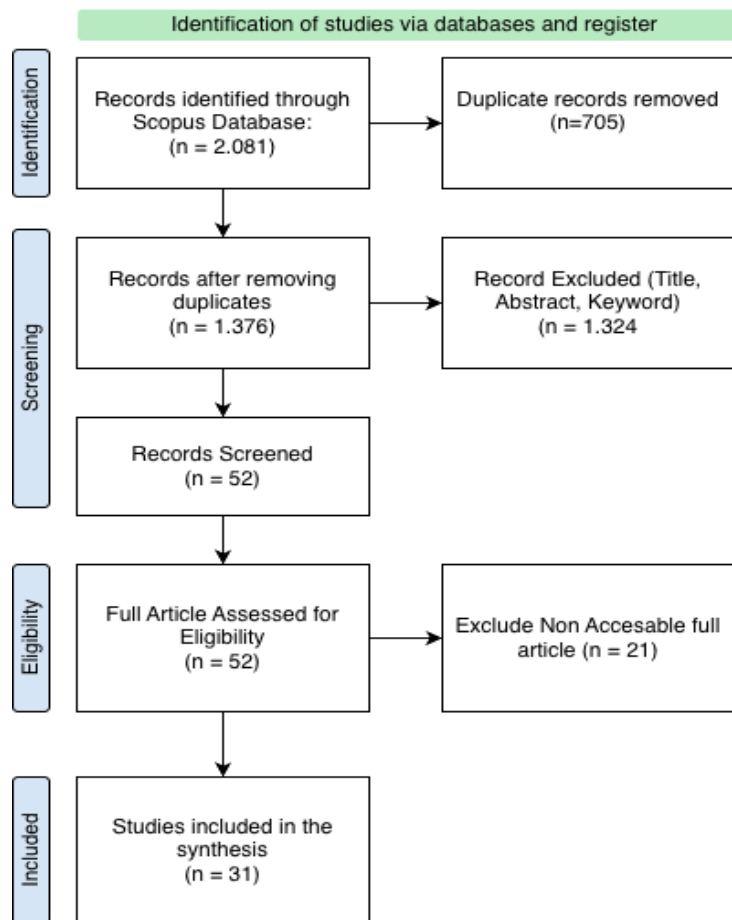 Identification of studies via databases and register
Identification
Records identified through
Scopus Database:
(n = 2.081)
Duplicate records removed
(n=705)
Screening
Records after removing
duplicates
(n = 1.376)
Record Excluded (Title,
Abstract, Keyword)
(n = 1.324
Records Screened
(n = 52)
Eligibility
Full Article Assessed for
Eligibility
(n = 52)
Exclude Non Accesable full
article (n = 21)
Included
Studies included in the
synthesis
(n = 31)